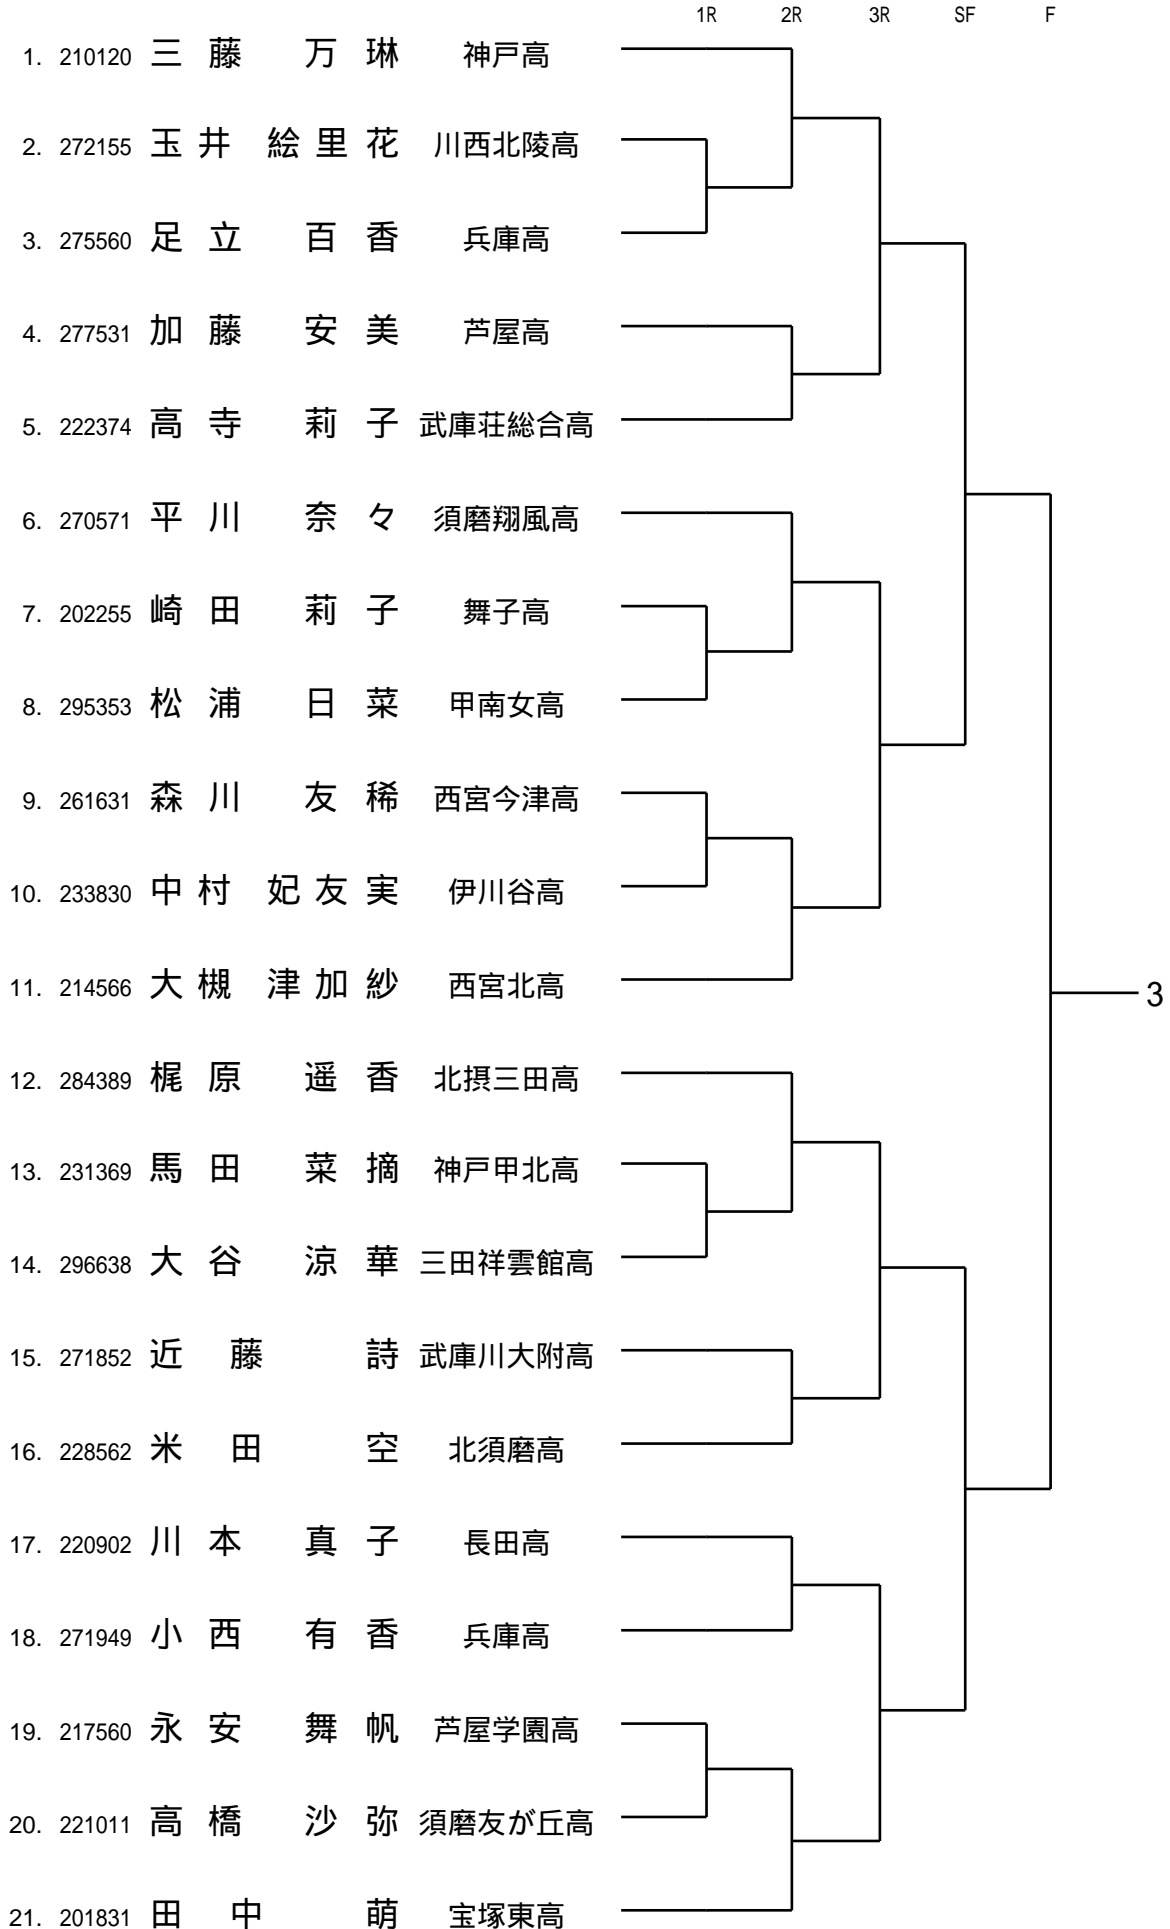 1R 2R 3R SF F
1. 210120 三藤 万琳 神戸高
2. 272155 玉井 絵里花 川西北陵高
3. 275560 足立 百香 兵庫高
4. 277531 加藤 安美 芦屋高
5. 222374 高寺 莉子 武庫荘総合高
6. 270571 平川 奈々 須磨翔風高
7. 202255 崎田 莉子 舞子高
8. 295353 松浦 日菜 甲南女高
9. 261631 森川 友稀 西宮今津高
10. 233830 中村 妃友実 伊川谷高
11. 214566 大槻 津加紗 西宮北高
3
12. 284389 梶原 遥香 北摂三田高
13. 231369 馬田 菜摘 神戸甲北高
14. 296638 大谷 涼華 三田祥雲館高
15. 271852 近藤 詩 武庫川大附高
16. 228562 米田 空 北須磨高
17. 220902 川本 真子 長田高
18. 271949 小西 有香 兵庫高
19. 217560 永安 舞帆 芦屋学園高
20. 221011 高橋 沙弥 須磨友が丘高
21. 201831 田中 萌 宝塚東高